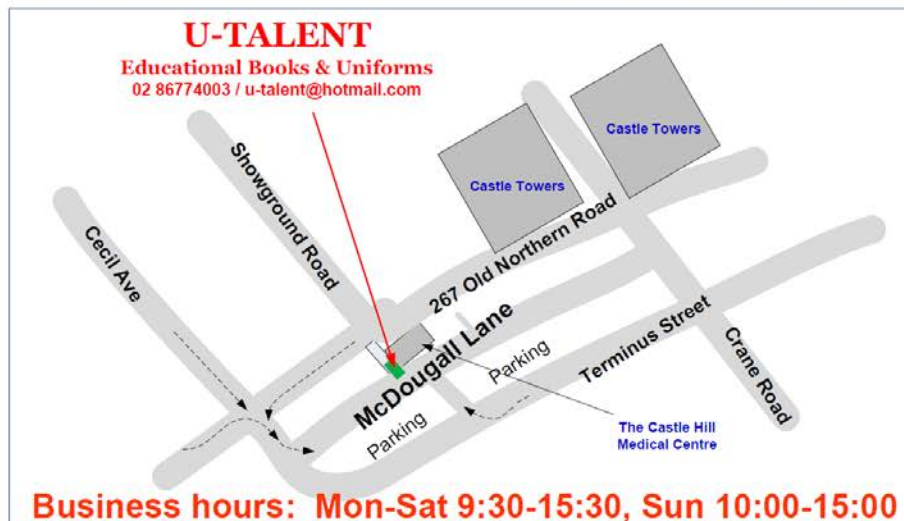 U-TALENT
Educational Books & Uniforms
02 86774003 / u-talent@hotmail.com
Castle Towers
Castle Towers
Showground Road
Cecil Ave
267 Old Northern Road
McDougall Lane
Parking
Parking
Terminus Street
Crane Road
The Castle Hill
Medical Centre
Business hours: Mon-Sat 9:30-15:30, Sun 10:00-15:00